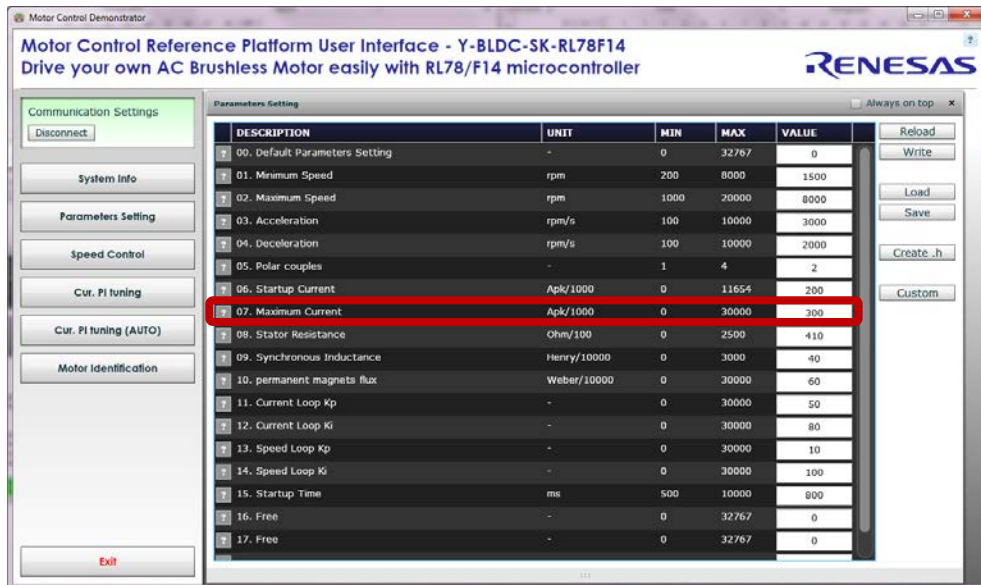 Motor Control Demonstrator
Motor Control Reference Platform User Interface - Y-BLDC-SK-RL78F14
Drive your own AC Brushless Motor easily with RL78/F14 microcontroller
RENESAS
?
Communication Settings
Disconnect
System Info
Parameters Setting
Speed Control
Cur. PI tuning
Cur. PI tuning (AUTO)
Motor Identification
Exit
Parameters Setting
Always on top x
DESCRIPTION UNIT MIN MAX VALUE
? 00. Default Parameters Setting - 0 32767 0
? 01. Minimum Speed rpm 200 8000 1500
? 02. Maximum Speed rpm 1000 20000 8000
? 03. Acceleration rpm/s 100 10000 3000
? 04. Deceleration rpm/s 100 10000 2000
? 05. Polar couples - 1 4 2
? 06. Startup Current Apk/1000 0 11654 200
? 07. Maximum Current Apk/1000 0 30000 300
? 08. Stator Resistance Ohm/100 0 2500 410
? 09. Synchronous Inductance Henry/10000 0 3000 40
? 10. permanent magnets flux Weber/10000 0 30000 60
? 11. Current Loop Kp - 0 30000 50
? 12. Current Loop Ki - 0 30000 80
? 13. Speed Loop Kp - 0 30000 10
? 14. Speed Loop Ki - 0 30000 100
? 15. Startup Time ms 500 10000 800
? 16. Free - 0 32767 0
? 17. Free - 0 32767 0
Reload
Write
Load
Save
Create .h
Custom